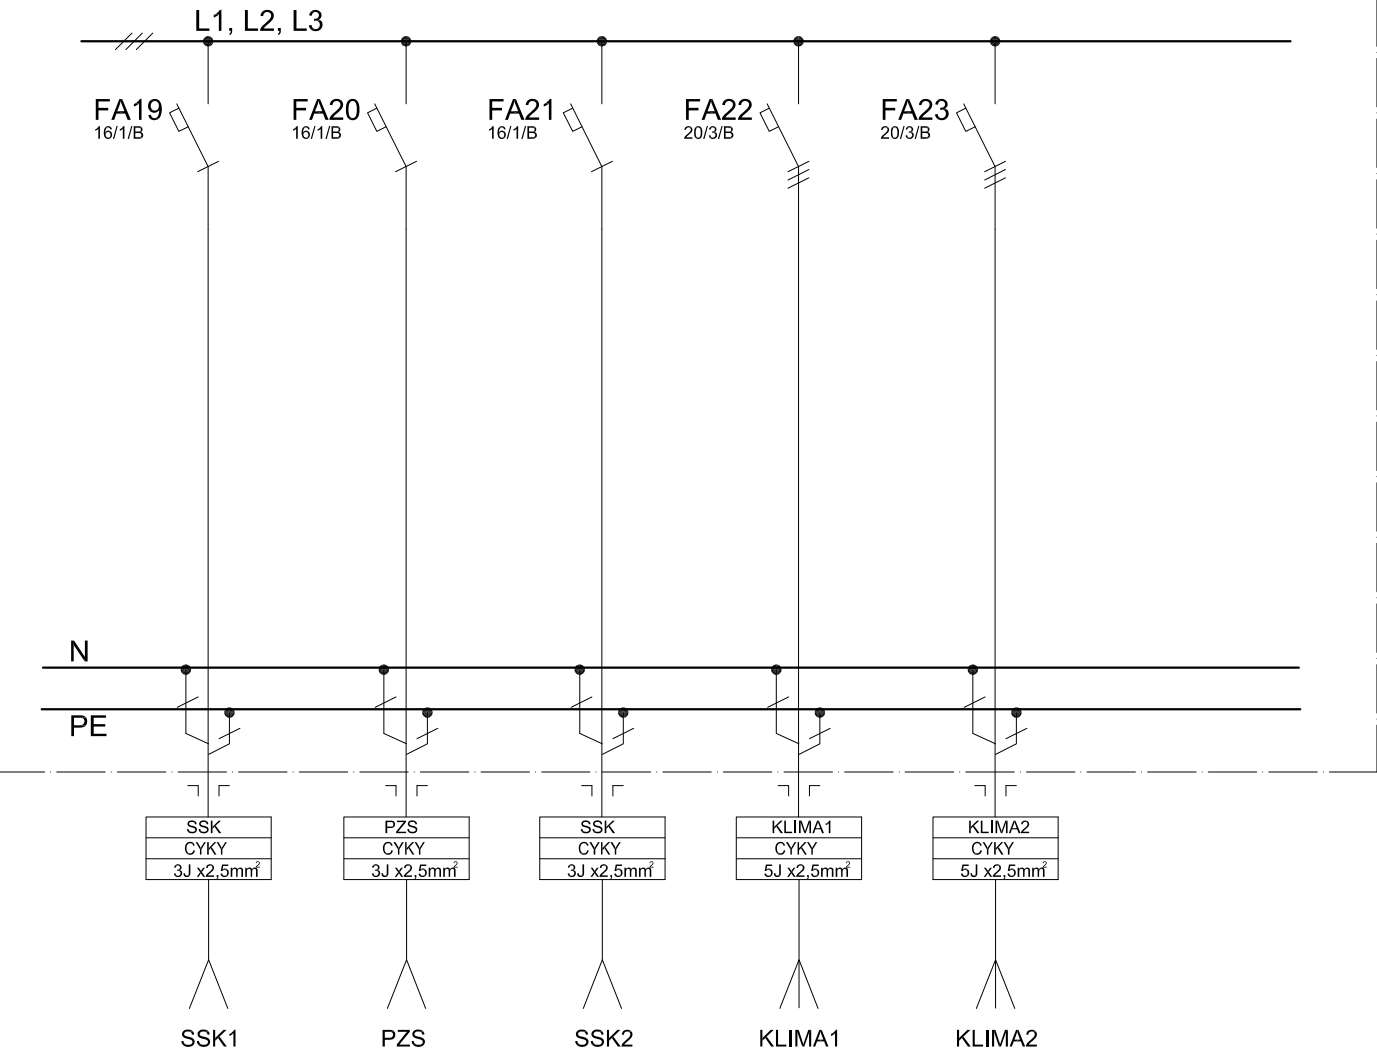 L1, L2, L3
FA19
16/1/B
FA20
16/1/B
FA21
16/1/B
FA22
20/3/B
FA23
20/3/B
N
PE
SSK
CYKY
3J x2,5mm²
PZS
CYKY
3J x2,5mm²
SSK
CYKY
3J x2,5mm²
KLIMA1
CYKY
5J x2,5mm²
KLIMA2
CYKY
5J x2,5mm²
SSK1
PZS
SSK2
KLIMA1
KLIMA2